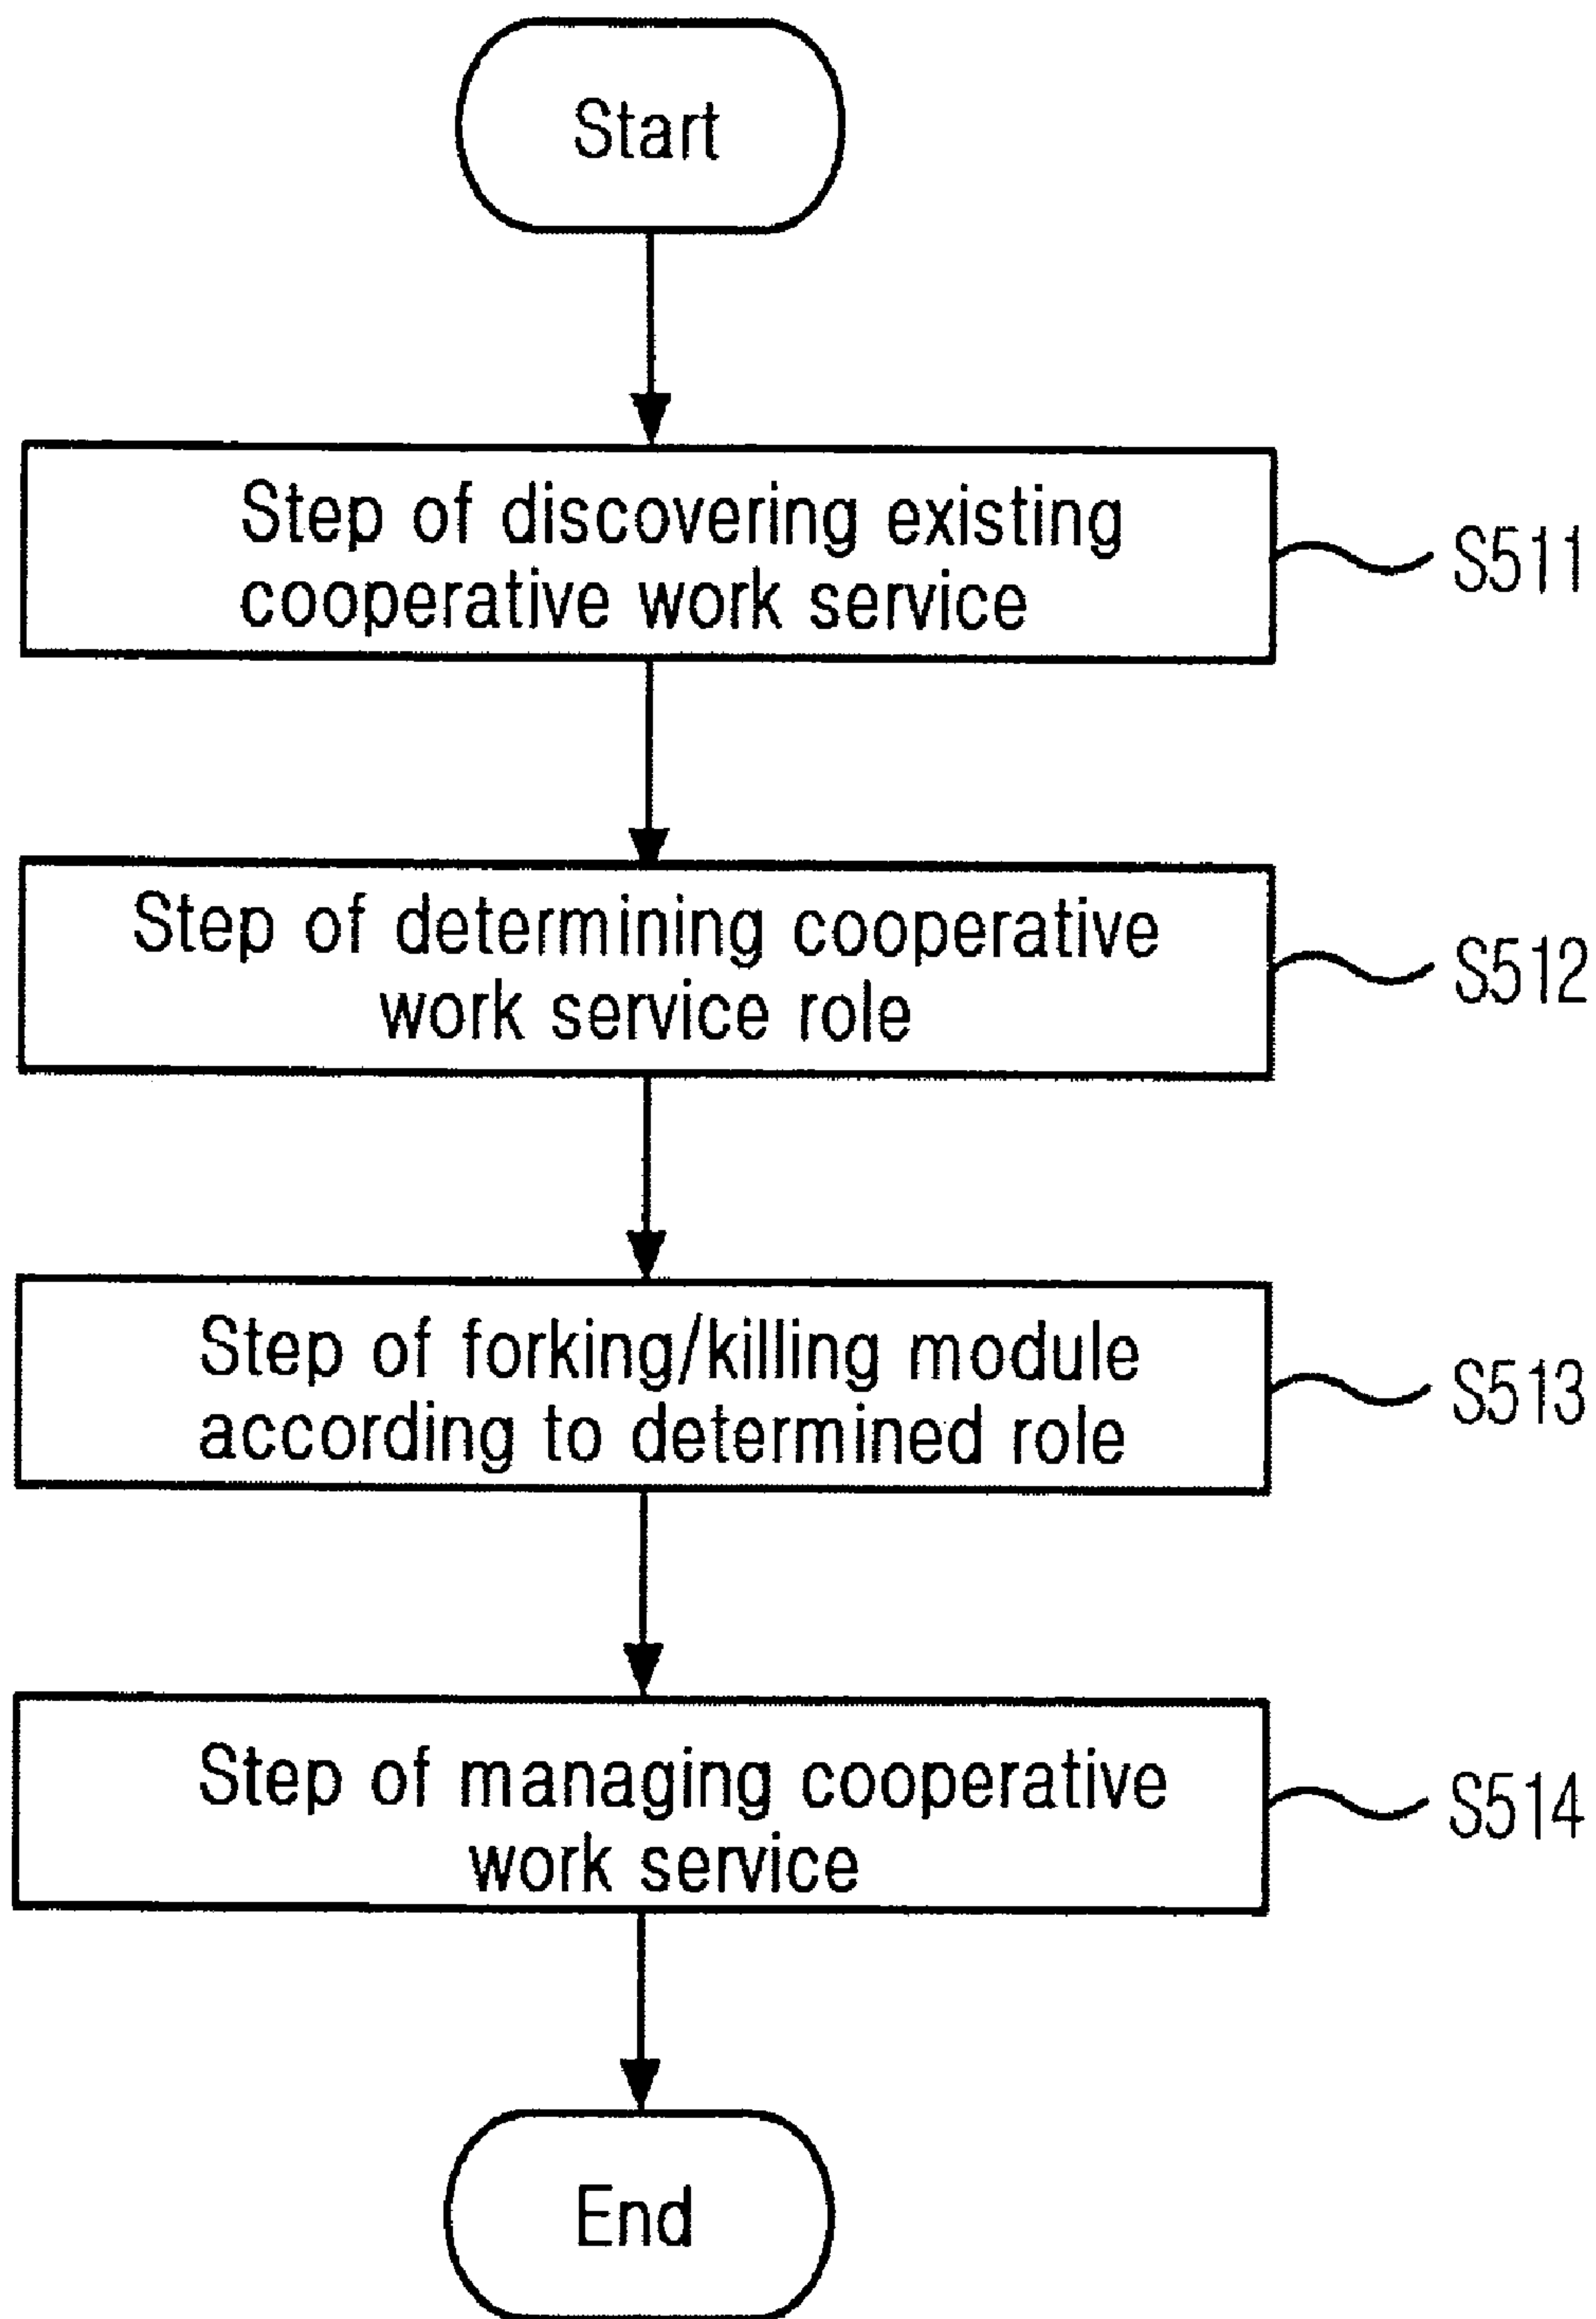 Start
Step of discovering existing
cooperative work service
S511
Step of determining cooperative
work service role
S512
Step of forking/killing module
according to determined role
S513
Step of managing cooperative
work service
S514
End